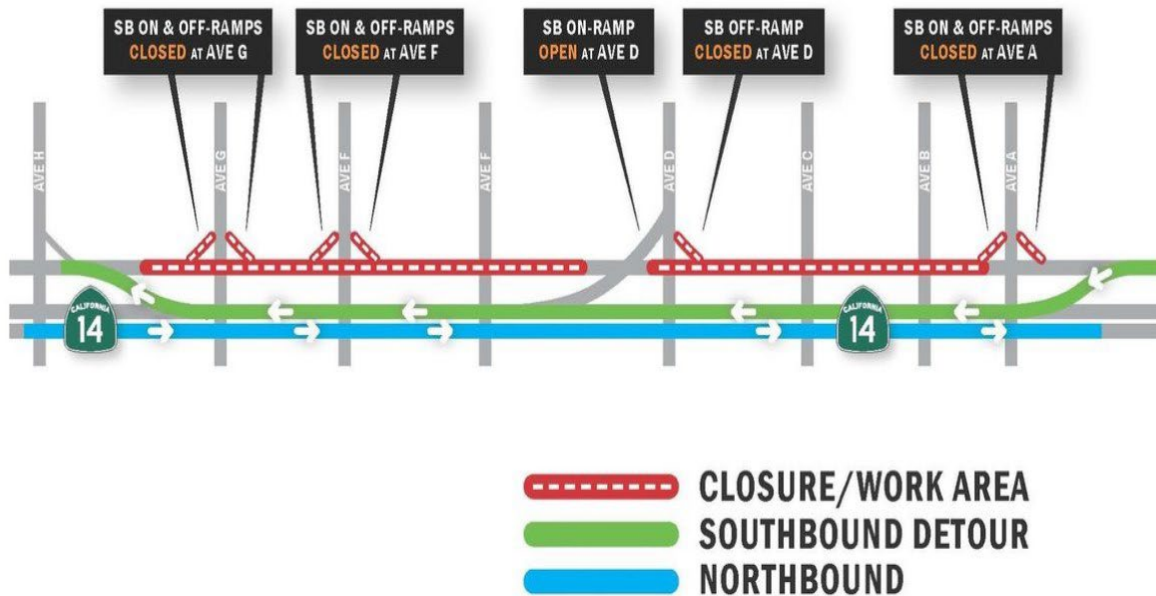 SB ON & OFF-RAMPS
CLOSED AT AVE G
SB ON & OFF-RAMPS
CLOSED AT AVE F
SB ON-RAMP
OPEN AT AVE D
SB OFF-RAMP
CLOSED AT AVE D
SB ON & OFF-RAMPS
CLOSED AT AVE A
AVE H
AVE G
AVE F
AVE F
AVE D
AVE C
AVE B
AVE A
CALIFORNIA
14
CALIFORNIA
14
CLOSURE/WORK AREA
SOUTHBOUND DETOUR
NORTHBOUND